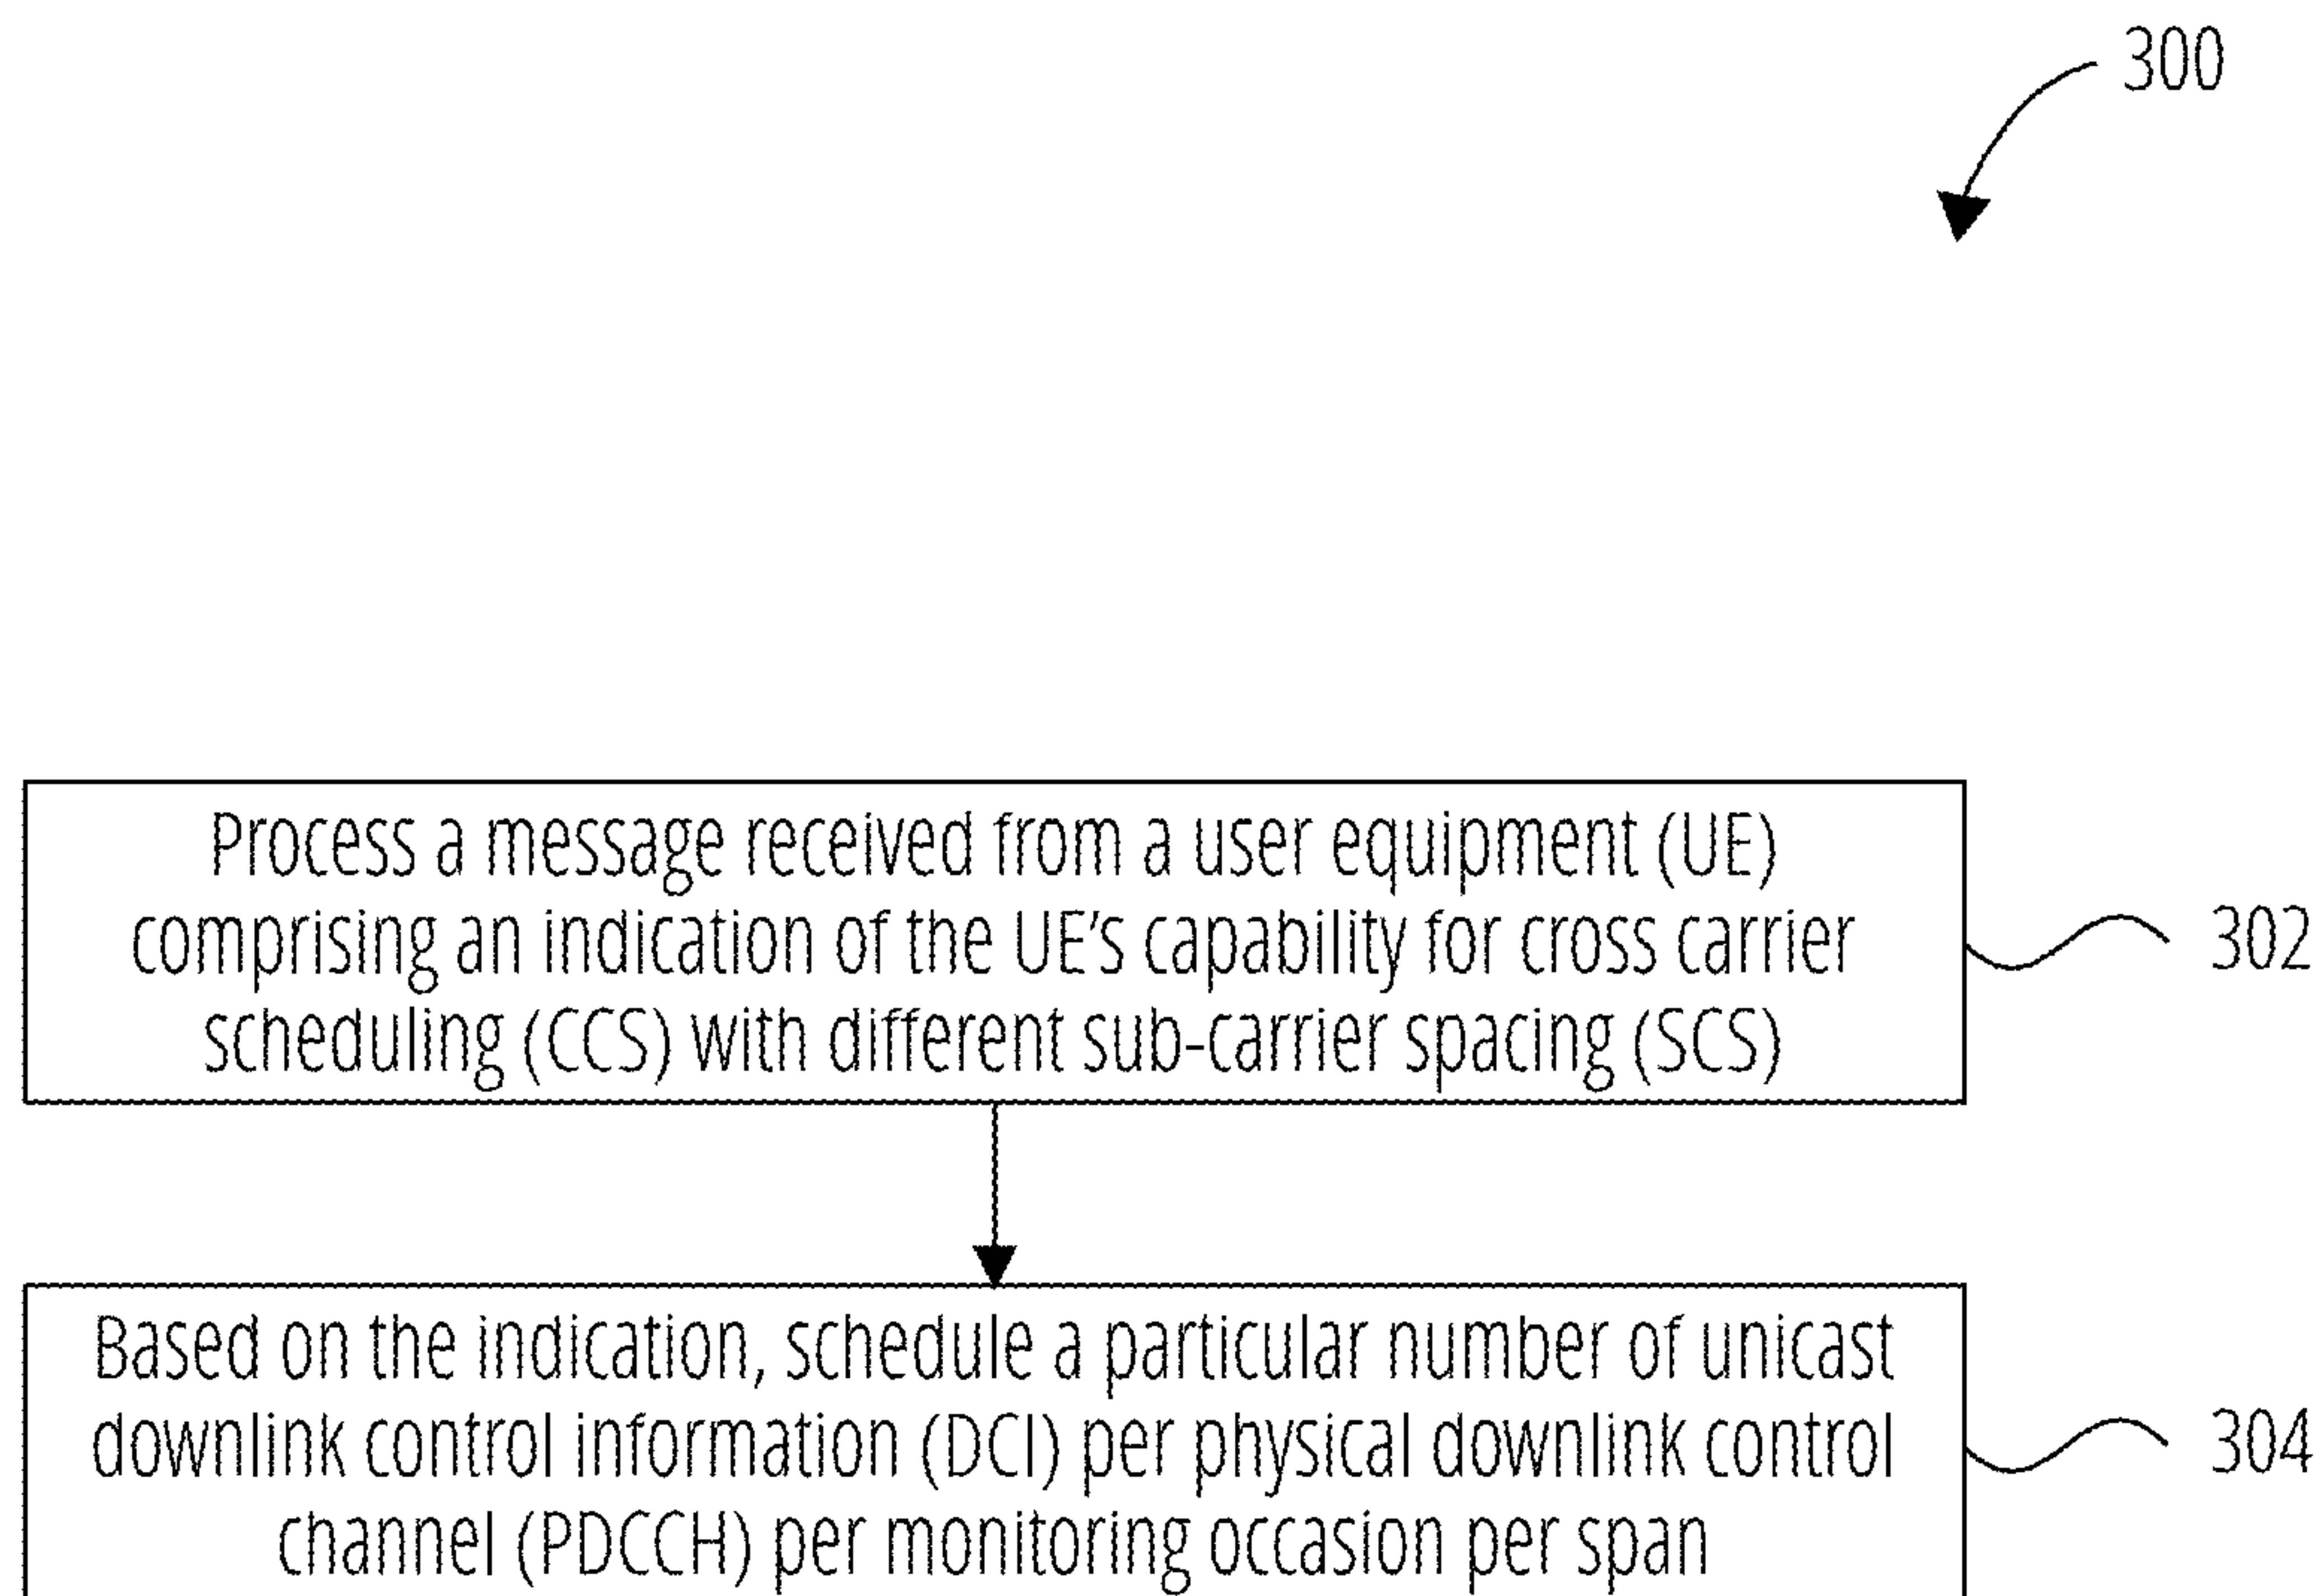 300
Process a message received from a user equipment (UE)
comprising an indication of the UE’s capability for cross carrier
scheduling (CCS) with different sub-carrier spacing (SCS)
302
Based on the indication, schedule a particular number of unicast
downlink control information (DCI) per physical downlink control
channel (PDCCH) per monitoring occasion per span
304